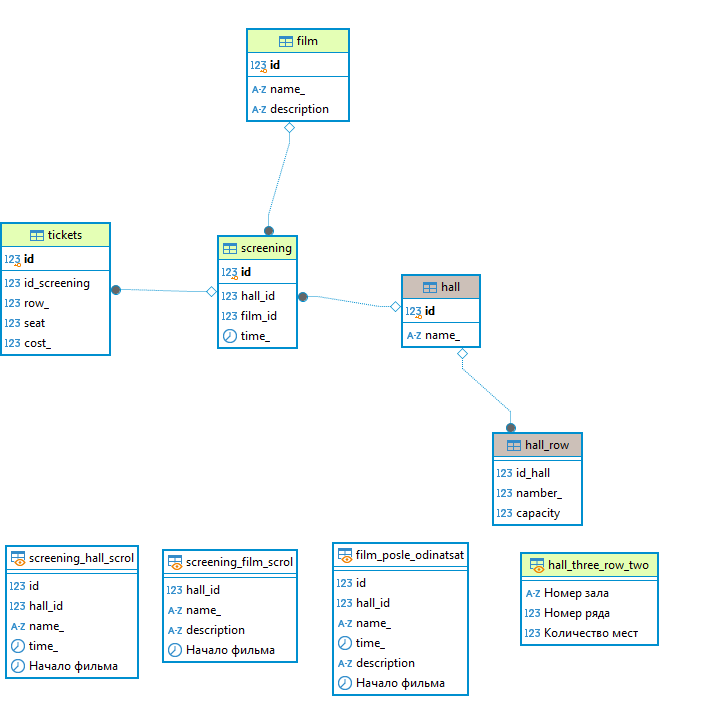 film
123 id
A-Z name_
A-Z description
tickets
123 id
123 id_screening
123 row_
123 seat
123 cost_
screening
123 id
123 hall_id
123 film_id
time_
hall
123 id
A-Z name_
hall_row
123 id_hall
123 namber_
123 capacity
screening_hall_scrol
123 id
123 hall_id
A-Z name_
time_
Начало фильма
screening_film_scrol
123 hall_id
A-Z name_
A-Z description
Начало фильма
film_posle_odinatsat
123 id
123 hall_id
A-Z name_
time_
A-Z description
Начало фильма
hall_three_row_two
A-Z Номер зала
123 Номер ряда
123 Количество мест